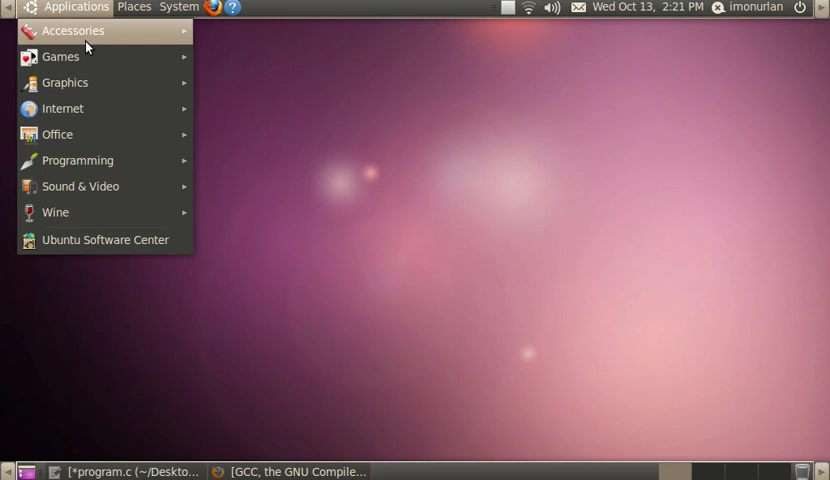 Applications Places System ? Wed Oct 13, 2:21 PM imonurlan
Accessories
Games
Graphics
Internet
Office
Programming
Sound & Video
Wine
Ubuntu Software Center
[*program.c (~/Deskto... [GCC, the GNU Compile...